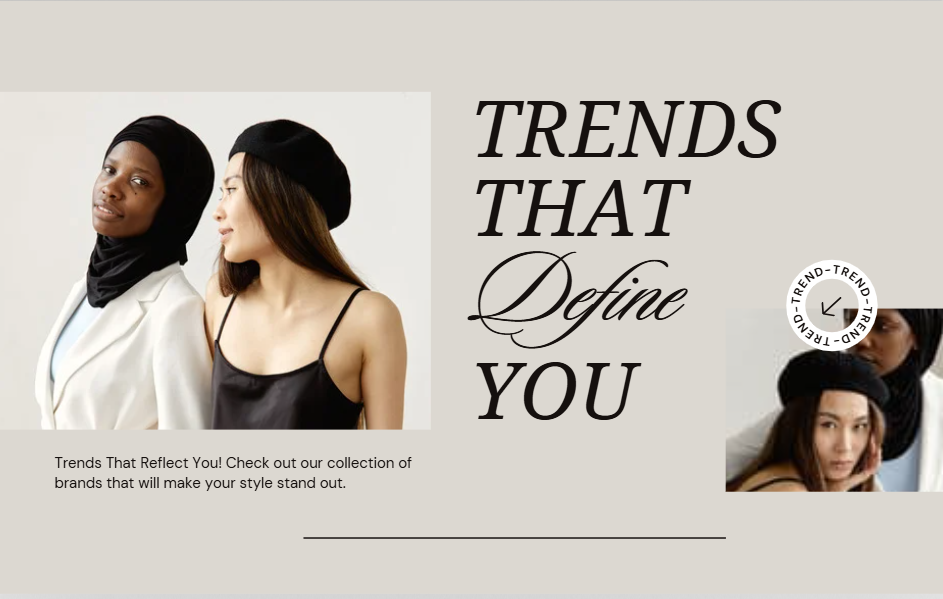 TRENDS
THAT
Define
YOU
TREND-TREND-TREND-TREND-
Trends That Reflect You! Check out our collection of
brands that will make your style stand out.